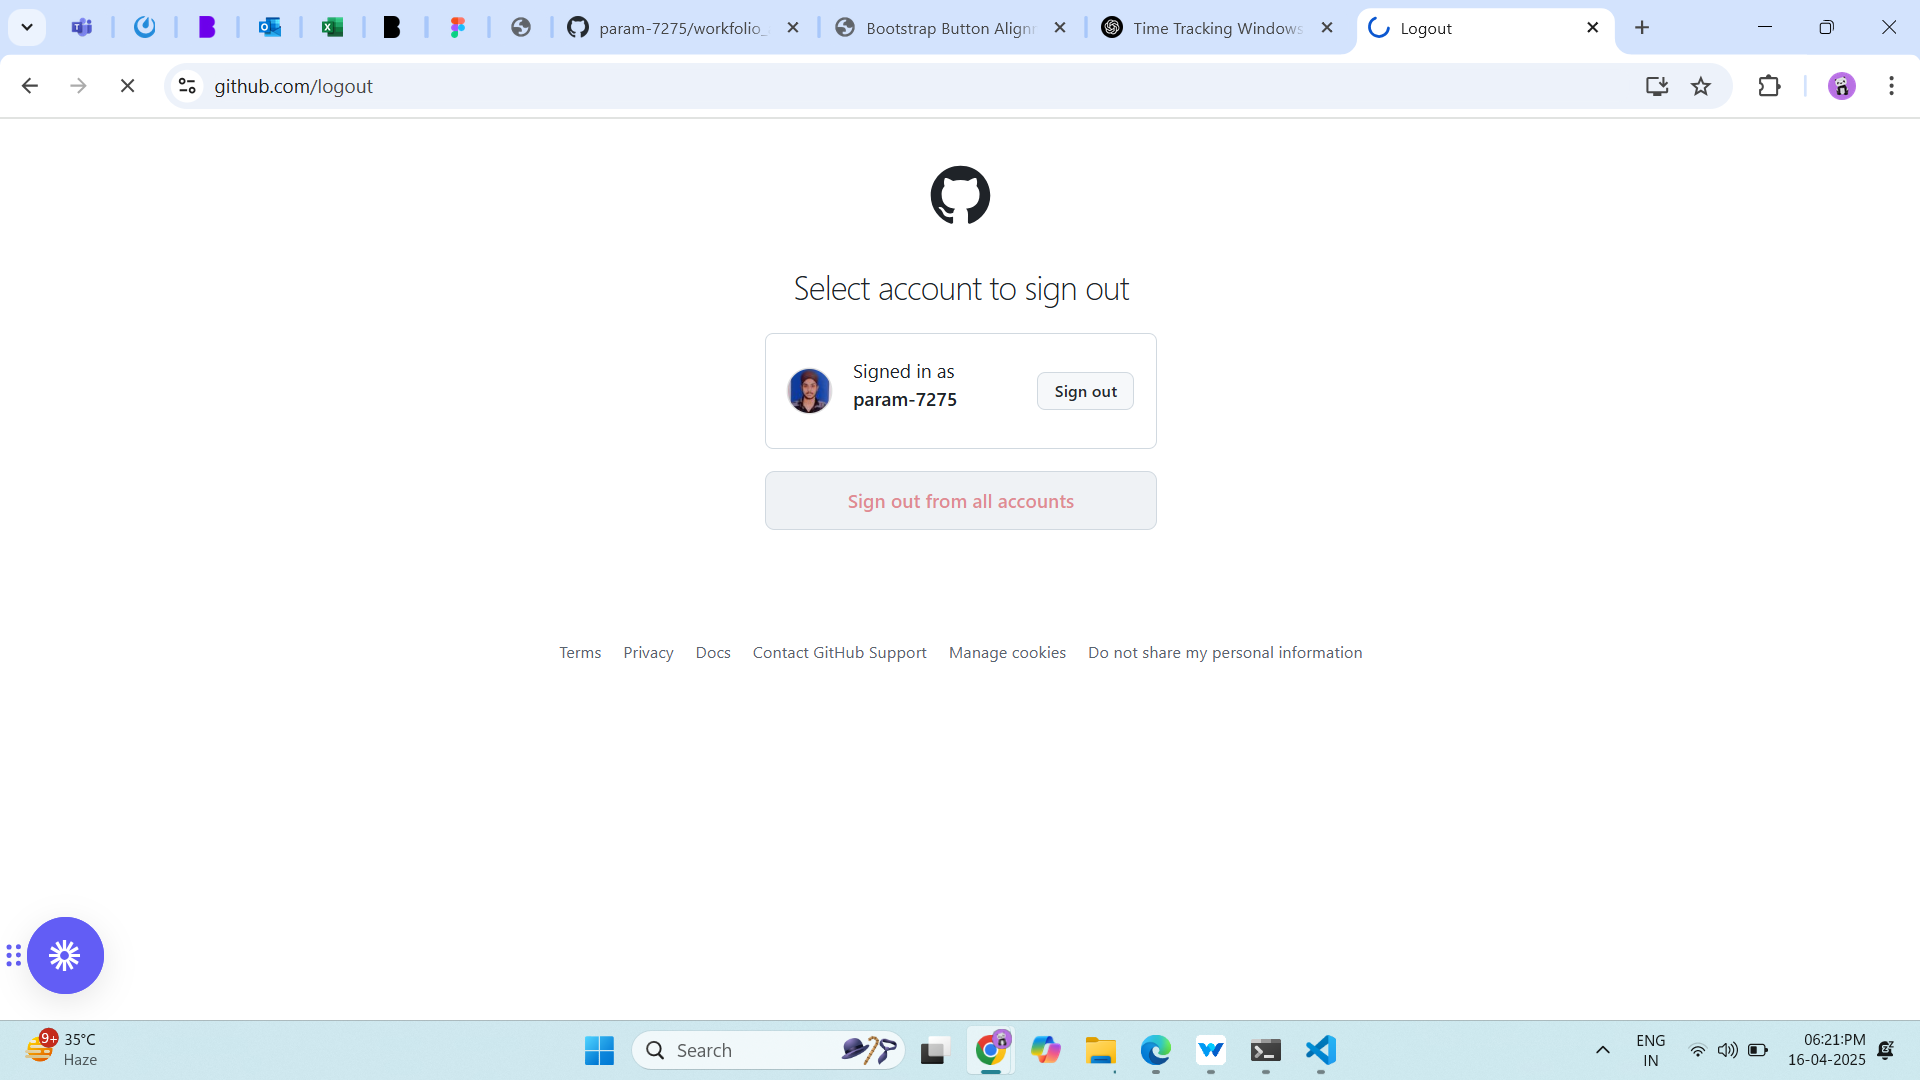 param-7275/workfolio_
Bootstrap Button Alignm
Time Tracking Windows
Logout
github.com/logout
Select account to sign out
Signed in as
param-7275
Sign out
Sign out from all accounts
Terms
Privacy
Docs
Contact GitHub Support
Manage cookies
Do not share my personal information
9+
35°C
Haze
Search
ENG
IN
06:21:PM
16-04-2025